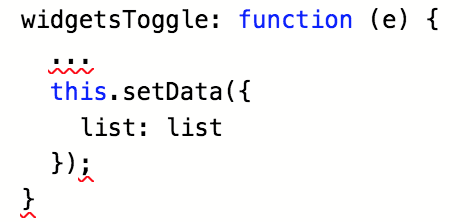 widgetsToggle: function (e) {
  ...
  this.setData({
    list: list
  });
}